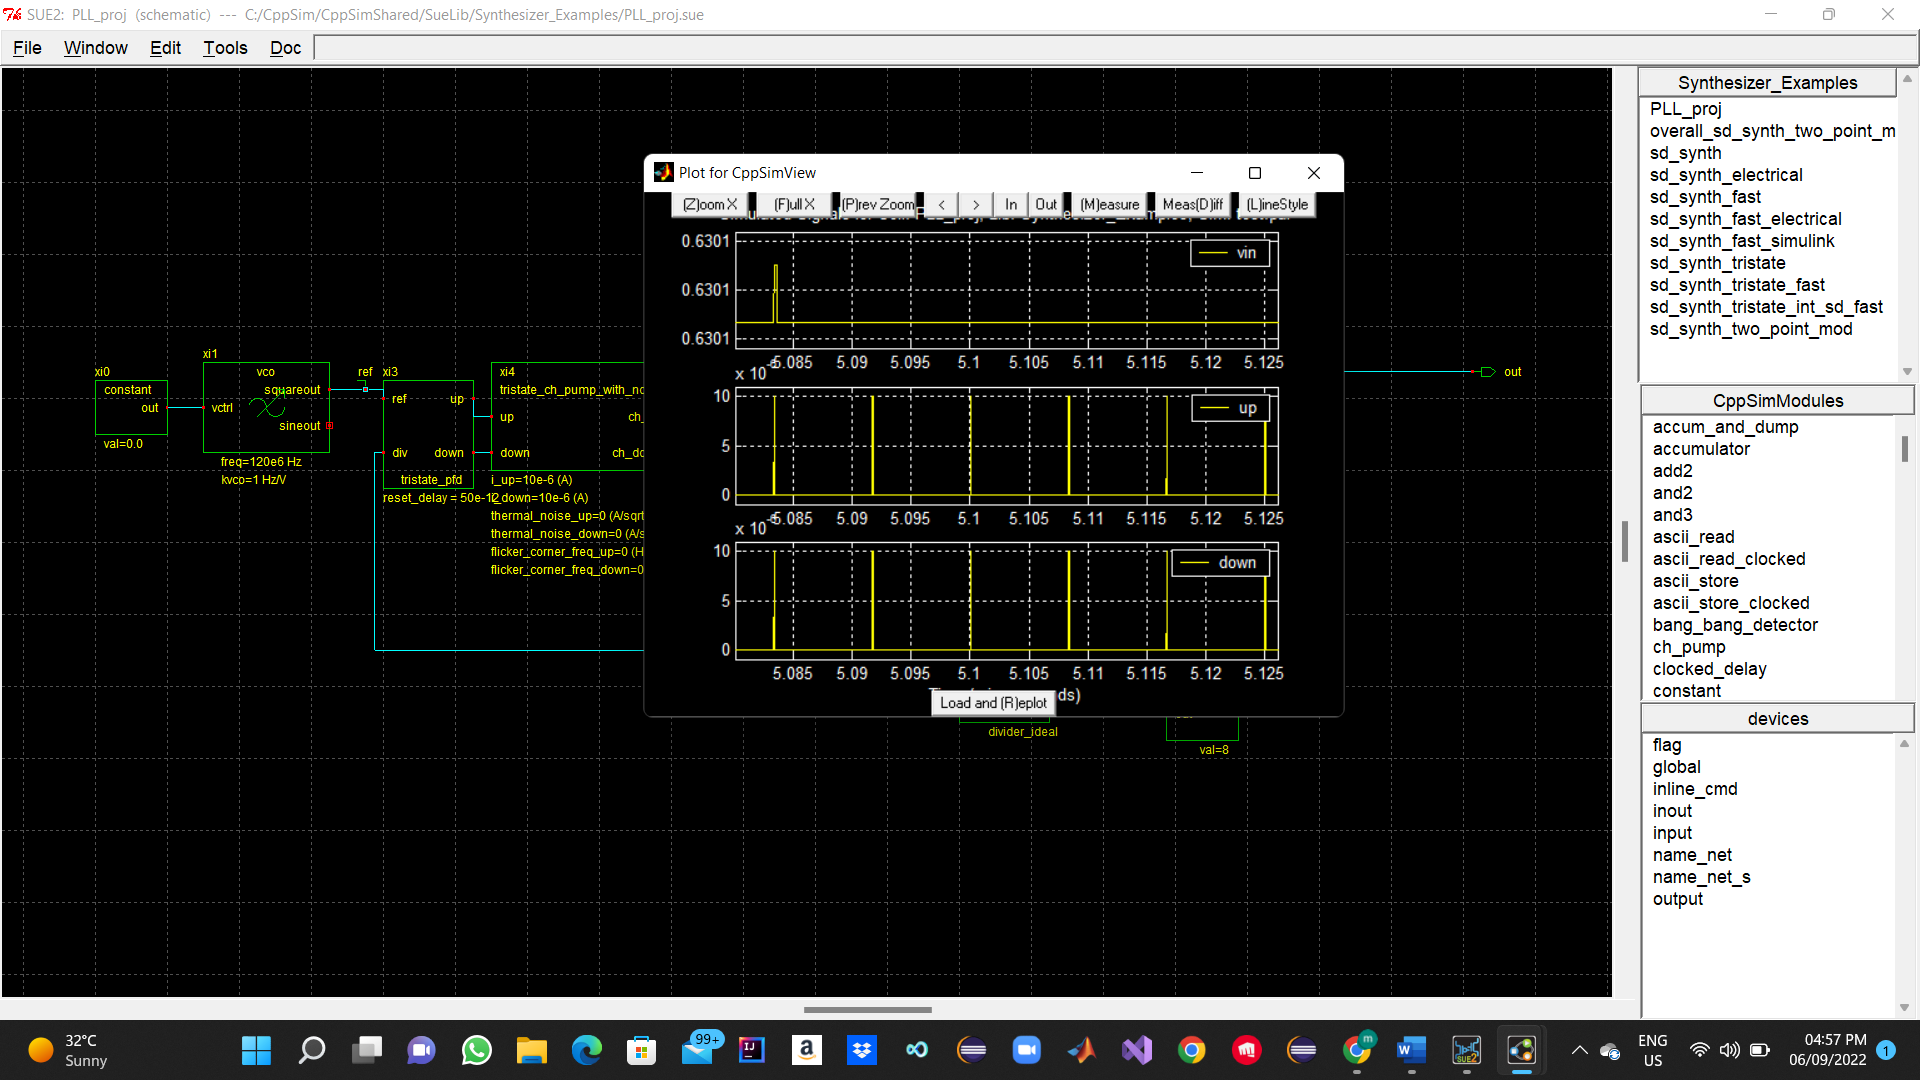 SUE2: PLL_proj (schematic) --- C:/CppSim/CppSimShared/SueLib/Synthesizer_Examples/PLL_proj.sue
File Window Edit Tools Doc
Plot for CppSimView
(Z)oom X (F)ull X (P)rev Zoom < > In Out (M)easure Meas(D)iff (L)ineStyle
0.6301
0.6301
0.6301
vin
5.085 5.09 5.095 5.1 5.105 5.11 5.115 5.12 5.125
x 10
10
5
0
up
5.085 5.09 5.095 5.1 5.105 5.11 5.115 5.12 5.125
x 10
10
5
0
down
5.085 5.09 5.095 5.1 5.105 5.11 5.115 5.12 5.125
Load and (R)eplot
ds)
xi0
constant
out
val=0.0
xi1
vco
squareout
vctrl
sineout
freq=120e6 Hz
kvco=1 Hz/V
ref
xi3
ref
up
div
down
tristate_pfd
reset_delay = 50e-12
xi4
tristate_ch_pump_with_no
up
ch_
down
ch_do
i_up=10e-6 (A)
i_down=10e-6 (A)
thermal_noise_up=0 (A/sqrt
thermal_noise_down=0 (A/s
flicker_corner_freq_up=0 (H
flicker_corner_freq_down=0
divider_ideal
val=8
out
Synthesizer_Examples
PLL_proj
overall_sd_synth_two_point_m
sd_synth
sd_synth_electrical
sd_synth_fast
sd_synth_fast_electrical
sd_synth_fast_simulink
sd_synth_tristate
sd_synth_tristate_fast
sd_synth_tristate_int_sd_fast
sd_synth_two_point_mod
CppSimModules
accum_and_dump
accumulator
add2
and2
and3
ascii_read
ascii_read_clocked
ascii_store
ascii_store_clocked
bang_bang_detector
ch_pump
clocked_delay
constant
devices
flag
global
inline_cmd
inout
input
name_net
name_net_s
output
32°C
Sunny
99+
ENG
US
04:57 PM
06/09/2022
1